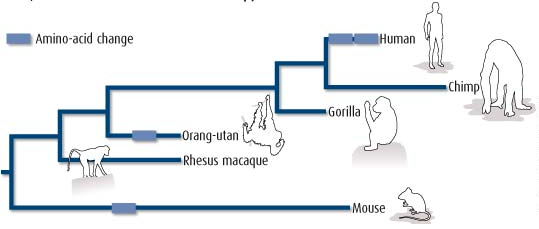 Amino-acid change
Human
Chimp
Gorilla
Orang-utan
Rhesus macaque
Mouse